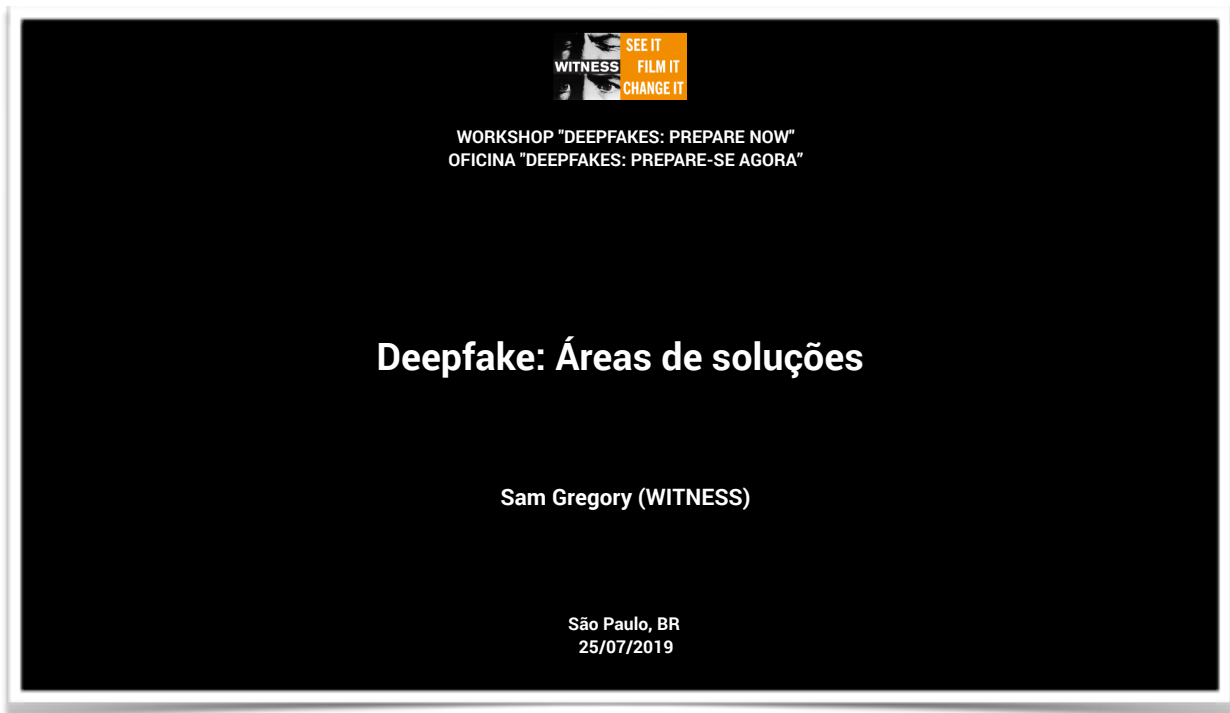 WITNESS
SEE IT
FILM IT
CHANGE IT
WORKSHOP "DEEPFAKES: PREPARE NOW"
OFICINA "DEEPFAKES: PREPARE-SE AGORA”
Deepfake: Áreas de soluções
Sam Gregory (WITNESS)
São Paulo, BR
25/07/2019